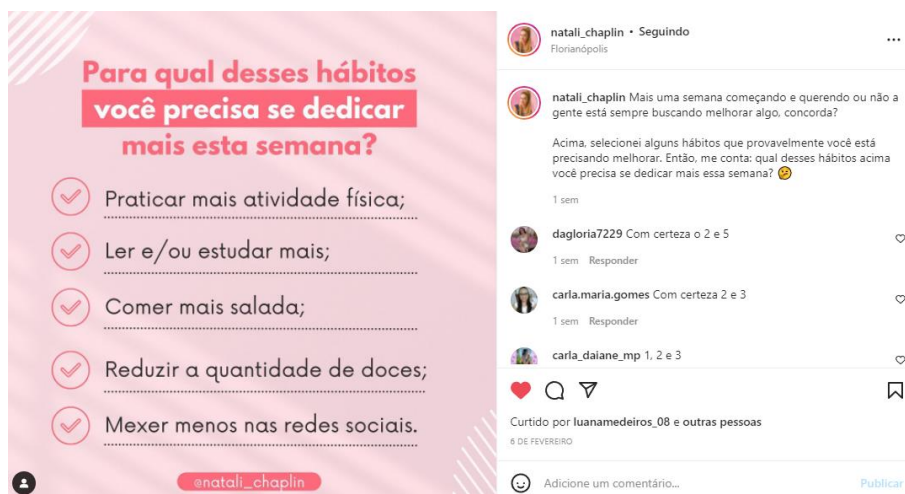 Para qual desses hábitos
você precisa se dedicar
mais esta semana?
Praticar mais atividade física;
Ler e/ou estudar mais;
Comer mais salada;
Reduzir a quantidade de doces;
Mexer menos nas redes sociais.
@natali_chaplin
natali_chaplin • Seguindo
Florianópolis
natali_chaplin Mais uma semana começando e querendo ou não a
gente está sempre buscando melhorar algo, concorda?
Acima, selecionei alguns hábitos que provavelmente você está
precisando melhorar. Então, me conta: qual desses hábitos acima
você precisa se dedicar mais essa semana? 🤔
1 sem
dagloria7229 Com certeza o 2 e 5
1 sem Responder
carla.maria.gomes Com certeza 2 e 3
1 sem Responder
carla_daiane_mp 1, 2 e 3
Curtido por luanamedeiros_08 e outras pessoas
6 DE FEVEREIRO
Adicione um comentário... Publicar